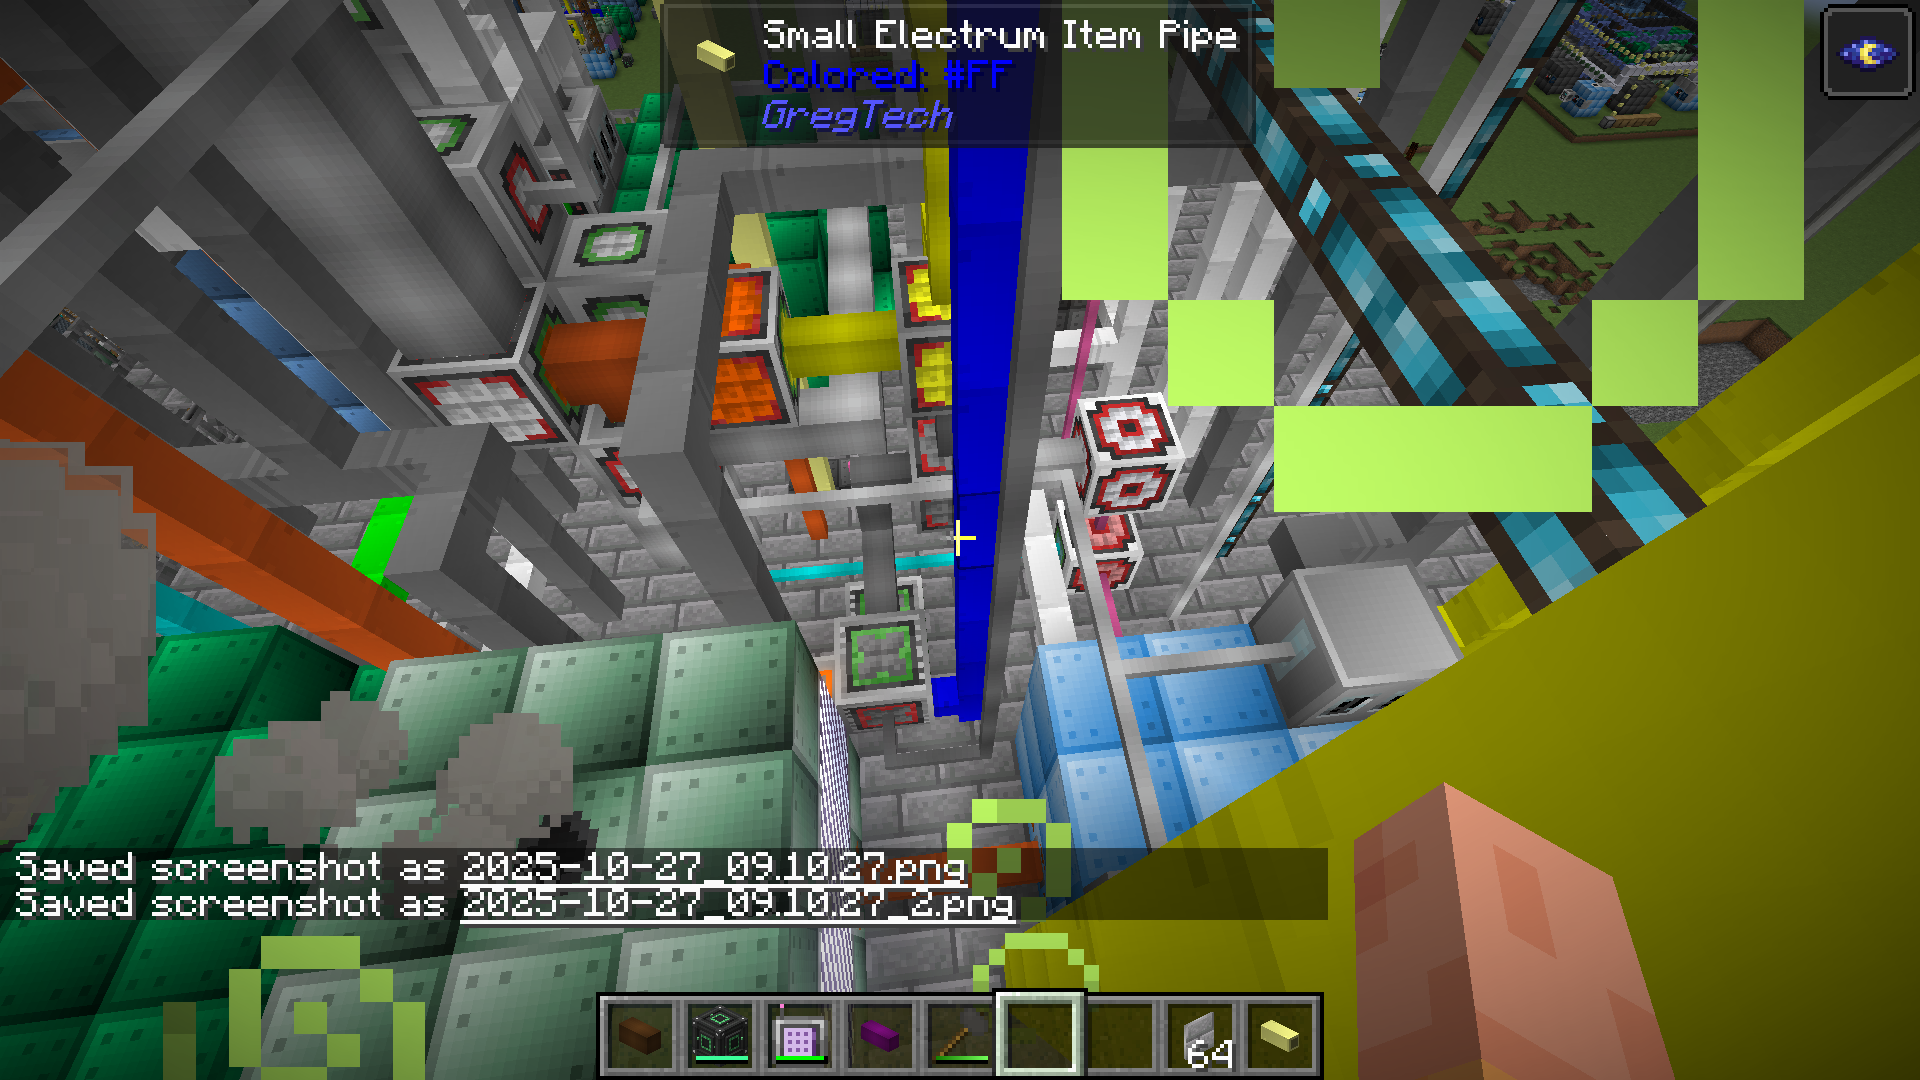 Small Electrum Item Pipe
Colored: #FF
GregTech
Saved screenshot as 2025-10-27_09.10.27.png
Saved screenshot as 2025-10-27_09.10.27_2.png
64